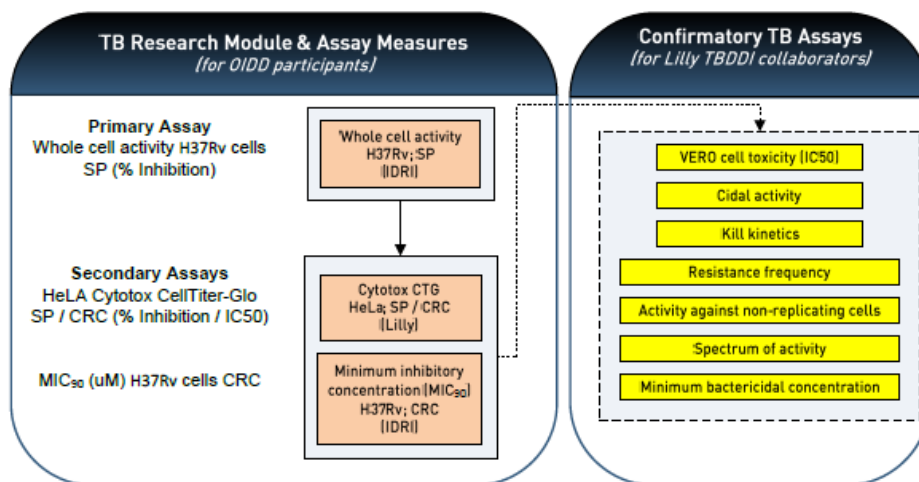 TB Research Module & Assay Measures
(for OIDD participants)
Primary Assay
Whole cell activity H37Rv cells
SP (% Inhibition)
Whole cell activity
H37Rv; SP
(IDRI)
Secondary Assays
HeLA Cytotox CellTiter-Glo
SP / CRC (% Inhibition / IC50)
Cytotox CTG
HeLa; SP / CRC
(Lilly)
MIC₉₀ (uM) H37Rv cells CRC
Minimum inhibitory
concentration (MIC₉₀)
H37Rv; CRC
(IDRI)
Confirmatory TB Assays
(for Lilly TBDDI collaborators)
VERO cell toxicity (IC50)
Cidal activity
Kill kinetics
Resistance frequency
Activity against non-replicating cells
Spectrum of activity
Minimum bactericidal concentration